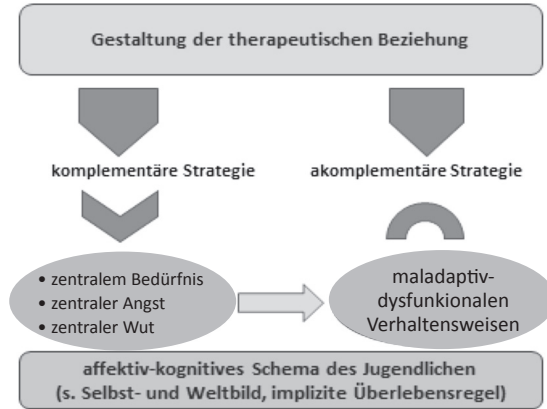 Gestaltung der therapeutischen Beziehung
komplementäre Strategie
akomplementäre Strategie
• zentralem Bedürfnis
• zentraler Angst
• zentraler Wut
maladaptiv-
dysfunkionalen
Verhaltensweisen
affektiv-kognitives Schema des Jugendlichen
(s. Selbst- und Weltbild, implizite Überlebensregel)